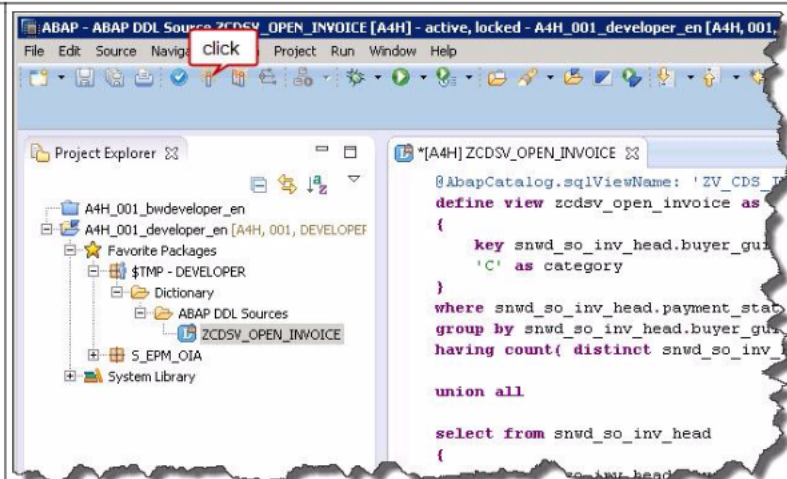 ABAP - ABAP DDL Source ZCDSV_OPEN_INVOICE [A4H] - active, locked - A4H_001_developer_en [A4H, 001,
File Edit Source Project Run Window Help
click
Project Explorer
A4H_001_bwdeveloper_en
A4H_001_developer_en [A4H, 001, DEVELOPER
Favorite Packages
$TMP - DEVELOPER
Dictionary
ABAP DDL Sources
ZCDSV_OPEN_INVOICE
S_EPM_OIA
System Library
*[A4H] ZCDSV_OPEN_INVOICE
@AbapCatalog.sqlViewName: 'ZV_CDS_
define view zcdsv_open_invoice as
{
key snwd_so_inv_head.buyer_gui
'C' as category
}
where snwd_so_inv_head.payment_stat
group by snwd_so_inv_head.buyer_gui
having count( distinct snwd_so_inv_
union all
select from snwd_so_inv_head
{